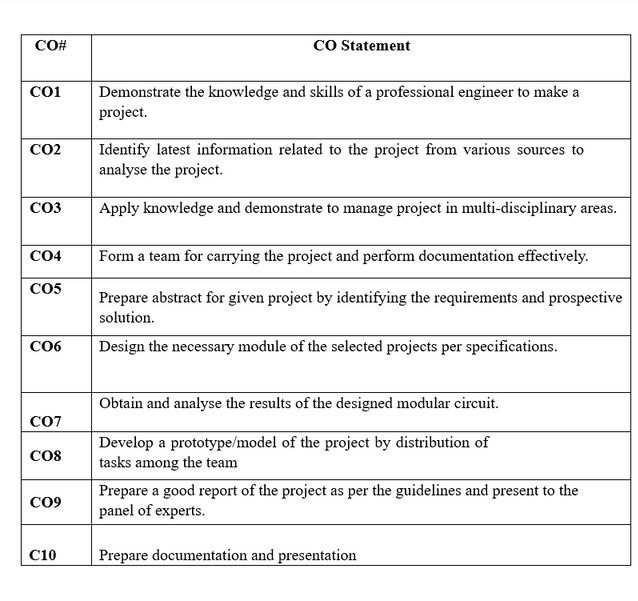 CO# CO Statement
CO1 Demonstrate the knowledge and skills of a professional engineer to make a
project.
CO2 Identify latest information related to the project from various sources to
analyse the project.
CO3 Apply knowledge and demonstrate to manage project in multi-disciplinary areas.
CO4 Form a team for carrying the project and perform documentation effectively.
CO5 Prepare abstract for given project by identifying the requirements and prospective
solution.
CO6 Design the necessary module of the selected projects per specifications.
CO7 Obtain and analyse the results of the designed modular circuit.
CO8 Develop a prototype/model of the project by distribution of
tasks among the team
CO9 Prepare a good report of the project as per the guidelines and present to the
panel of experts.
C10 Prepare documentation and presentation